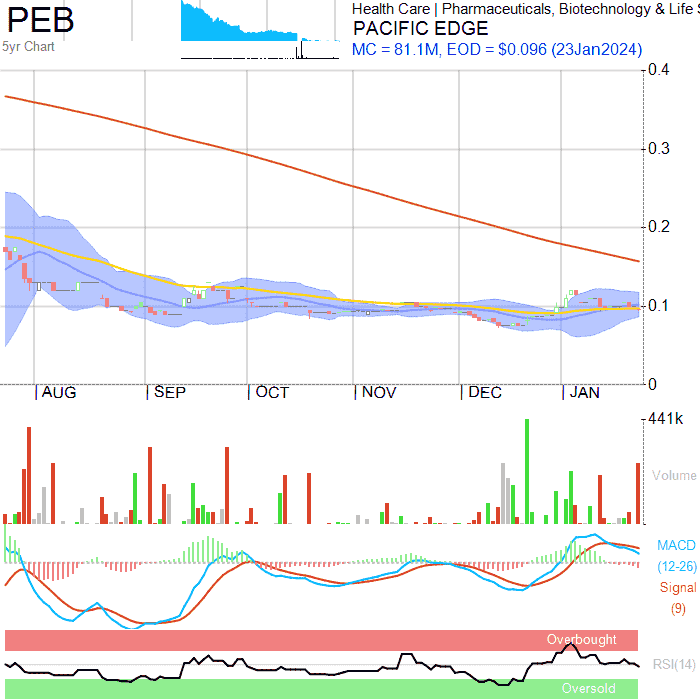 PEB
5yr Chart
Health Care | Pharmaceuticals, Biotechnology & Life S
PACIFIC EDGE
MC = 81.1M, EOD = $0.096 (23Jan2024)
0.4
0.3
0.2
0.1
0
AUG SEP OCT NOV DEC JAN
441k
Volume
MACD
(12-26)
Signal
(9)
Overbought
RSI(14)
Oversold